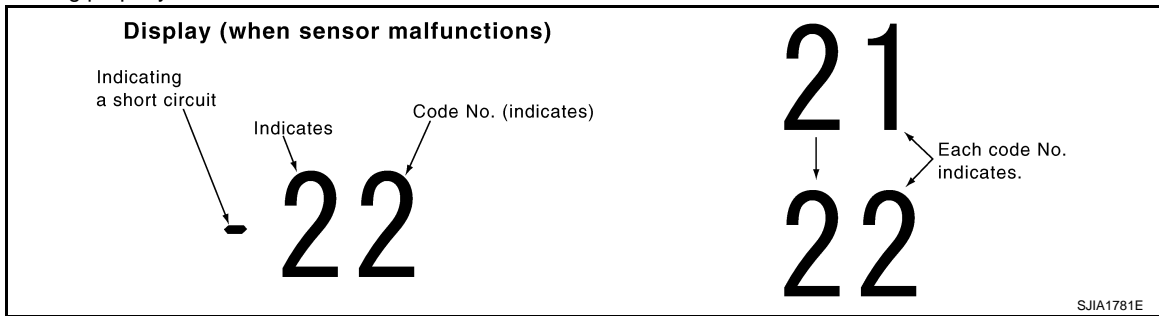 Display (when sensor malfunctions)
Indicating
a short circuit
Indicates
Code No. (indicates)
- 22
21
Each code No.
indicates.
22
SJIA1781E